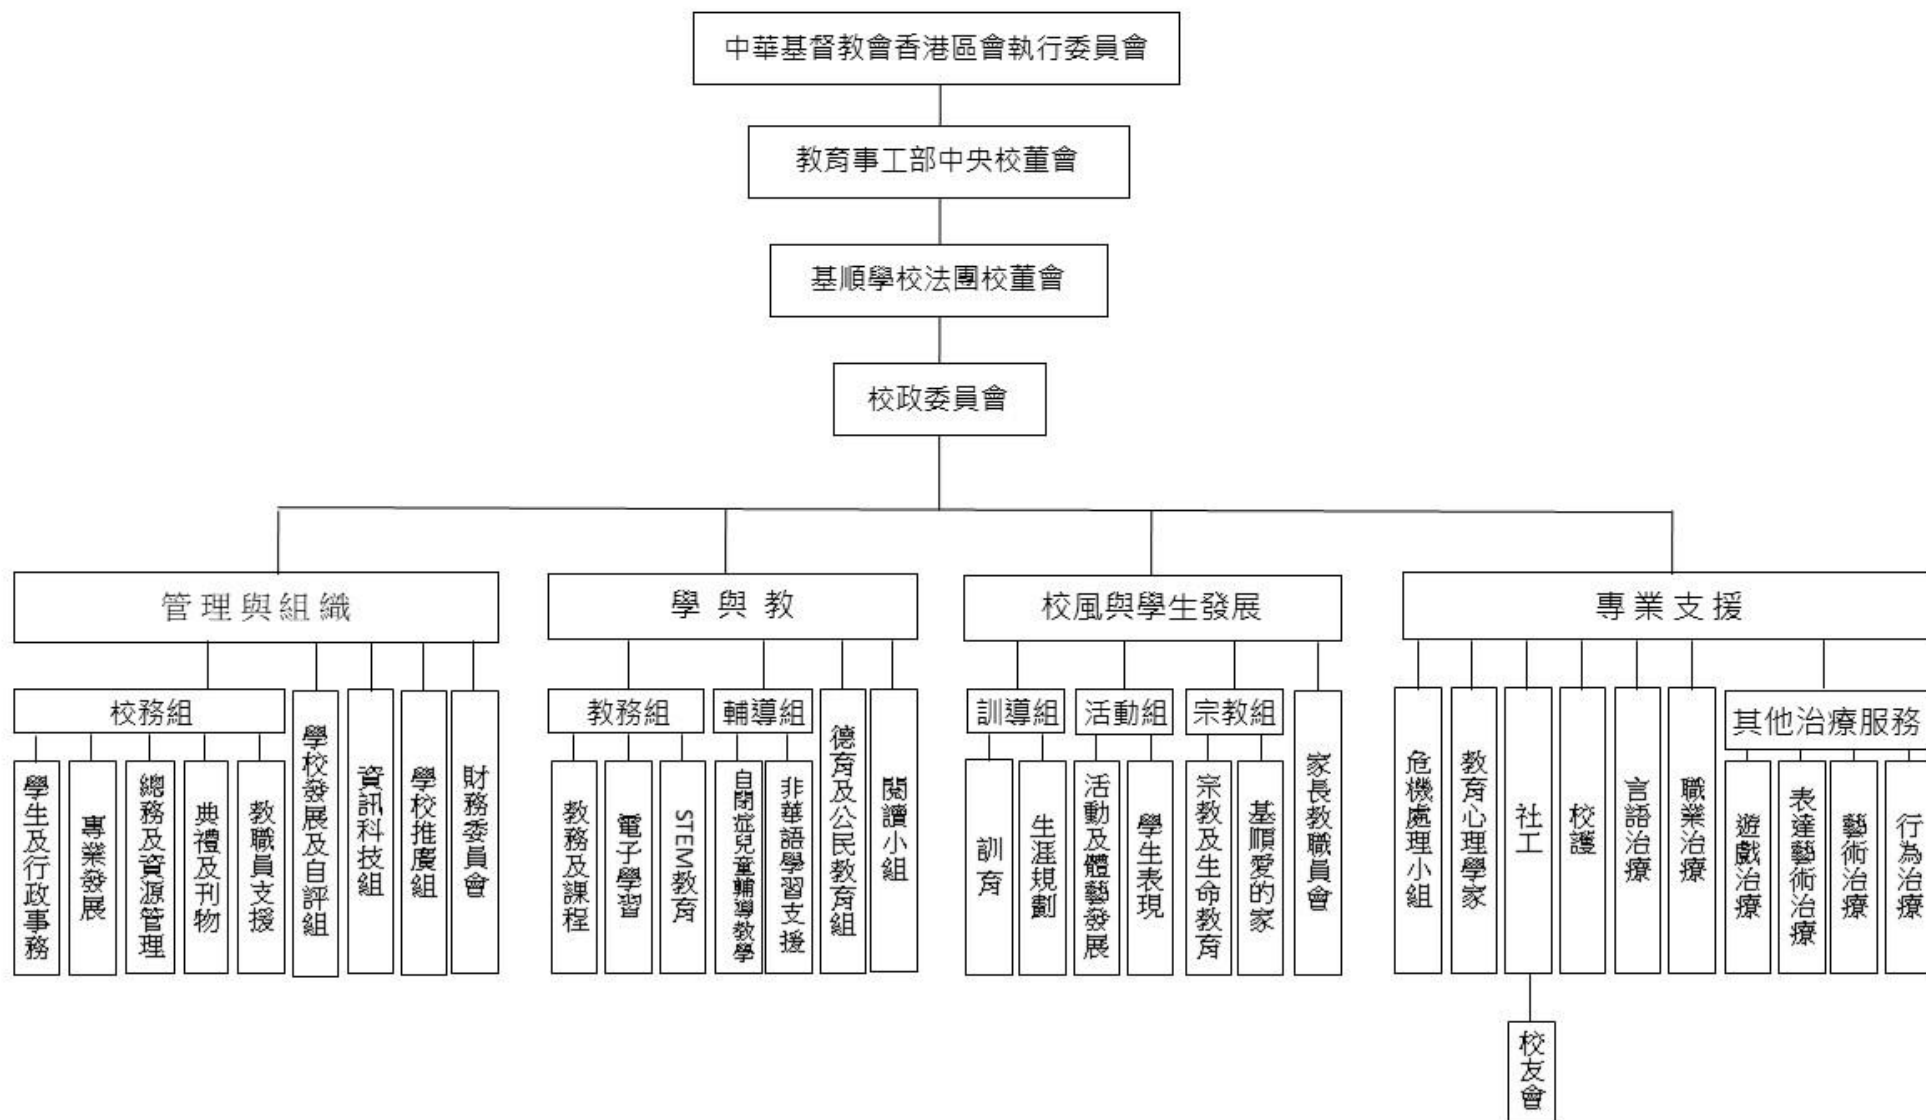 中華基督教會香港區會執行委員會
教育事工部中央校董會
基順學校法團校董會
校政委員會
管理與組織
學與教
校風與學生發展
專業支援
校務組
學生及行政事務
專業發展
總務及資源管理
典禮及刊物
教職員支援
學校發展及自評組
資訊科技組
學校推廣組
財務委員會
教務組
教務及課程
電子學習
STEM教育
輔導組
自閉症兒童輔導教學
非華語學習支援
德育及公民教育組
閱讀小組
訓導組
訓育
生涯規劃
活動組
活動及體藝發展
學生表現
宗教組
宗教及生命教育
基順愛的家
家長教職員會
危機處理小組
教育心理學家
社工
校護
言語治療
職業治療
其他治療服務
遊戲治療
表達藝術治療
藝術治療
行為治療
校友會